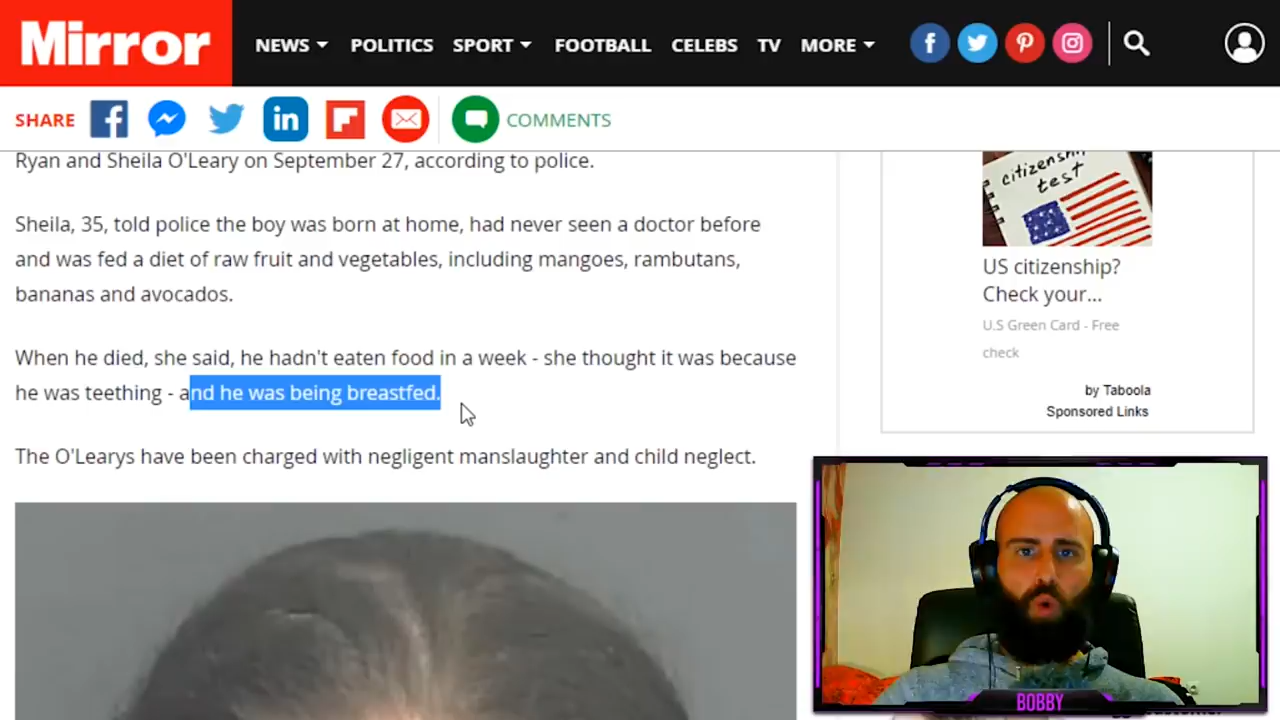 Mirror
NEWS POLITICS SPORT FOOTBALL CELEBS TV MORE
SHARE COMMENTS
Ryan and Sheila O'Leary on September 27, according to police.
Sheila, 35, told police the boy was born at home, had never seen a doctor before
and was fed a diet of raw fruit and vegetables, including mangoes, rambutans,
bananas and avocados.
When he died, she said, he hadn't eaten food in a week - she thought it was because
he was teething - and he was being breastfed.
The O'Learys have been charged with negligent manslaughter and child neglect.
citizenship
test
US citizenship?
Check your...
U.S Green Card - Free
check
by Taboola
Sponsored Links
BOBBY